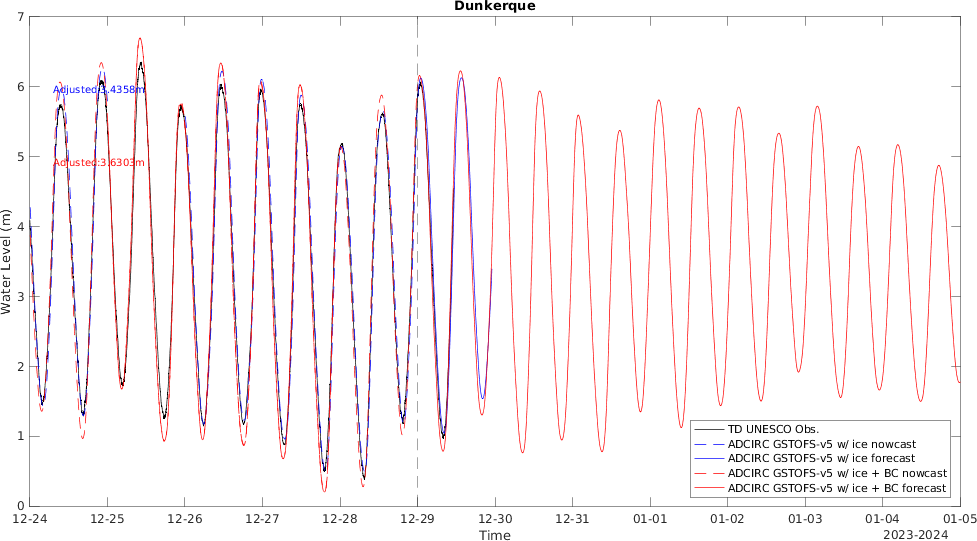 Dunkerque
7
6
5
4
3
2
1
0
Water Level (m)
Adjusted:3.4358m
Adjusted:3.6303m
TD UNESCO Obs.
ADCIRC GSTOFS-v5 w/ ice nowcast
ADCIRC GSTOFS-v5 w/ ice forecast
ADCIRC GSTOFS-v5 w/ ice + BC nowcast
ADCIRC GSTOFS-v5 w/ ice + BC forecast
12-24 12-25 12-26 12-27 12-28 12-29 12-30 12-31 01-01 01-02 01-03 01-04 01-05
Time
2023-2024